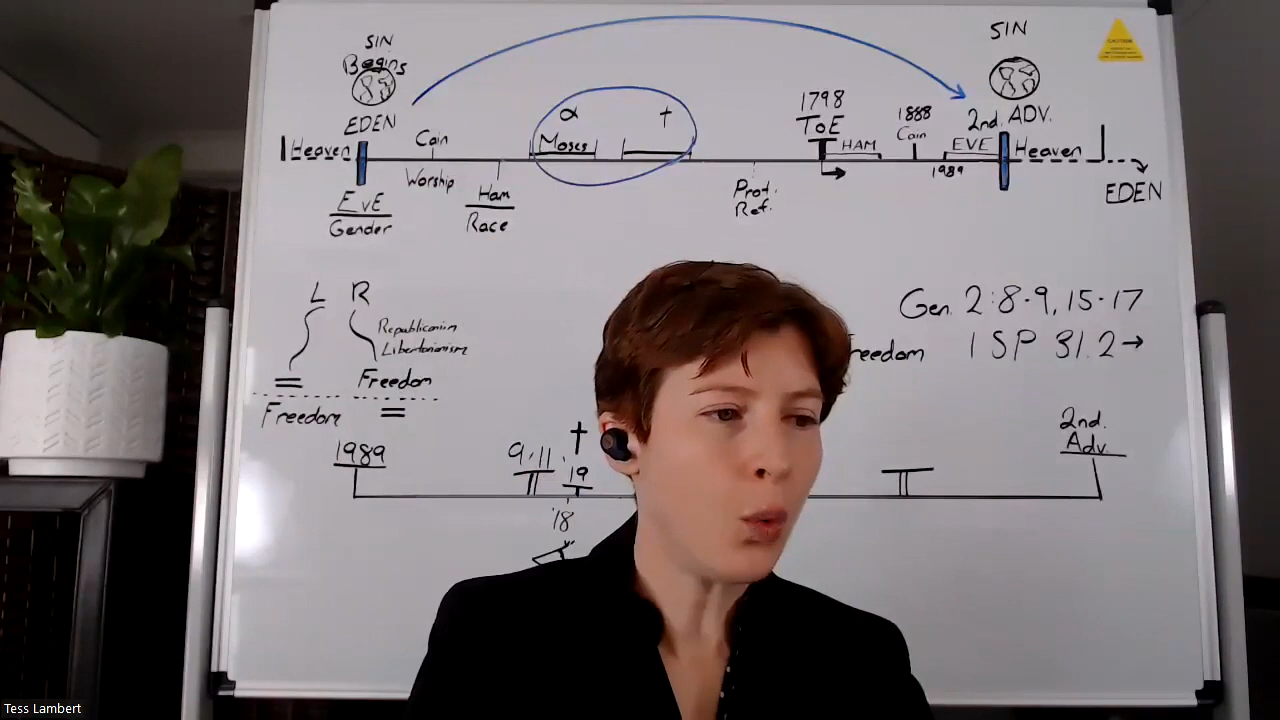 SIN
Begins
EDEN
Heaven
Cain
Worship
EvE
Gender
Ham
Race
α
Moses
†
Prot.
Ref.
1798
ToE
HAM
1888
Cain
SIN
2nd. ADV.
EVE
1989
Heaven
EDEN
CAUTION
L R
Republicanism
Libertarianism
= Freedom
Freedom =
Gen. 2:8-9, 15-17
reedom 1 SP 31.2→
1989
9.11
†
19
'18
2nd.
Adv.
Tess Lambert